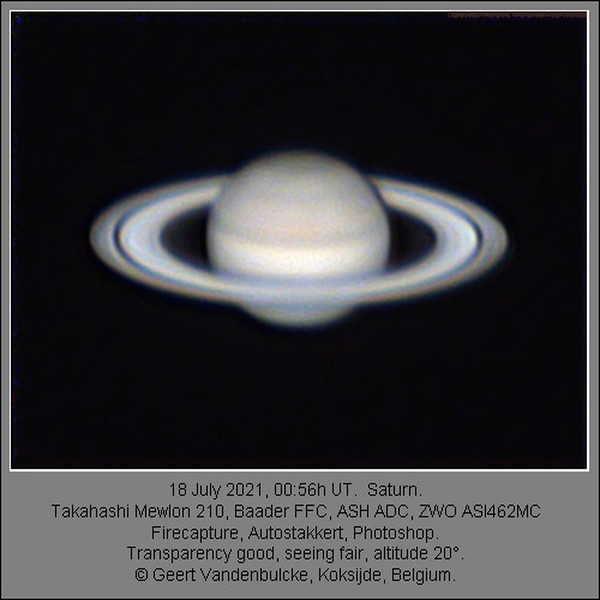 18 July 2021, 00:56h UT. Saturn.
Takahashi Mewlon 210, Baader FFC, ASH ADC, ZWO ASI462MC
Firecapture, Autostakkert, Photoshop.
Transparency good, seeing fair, altitude 20°.
© Geert Vandenbulcke, Koksijde, Belgium.